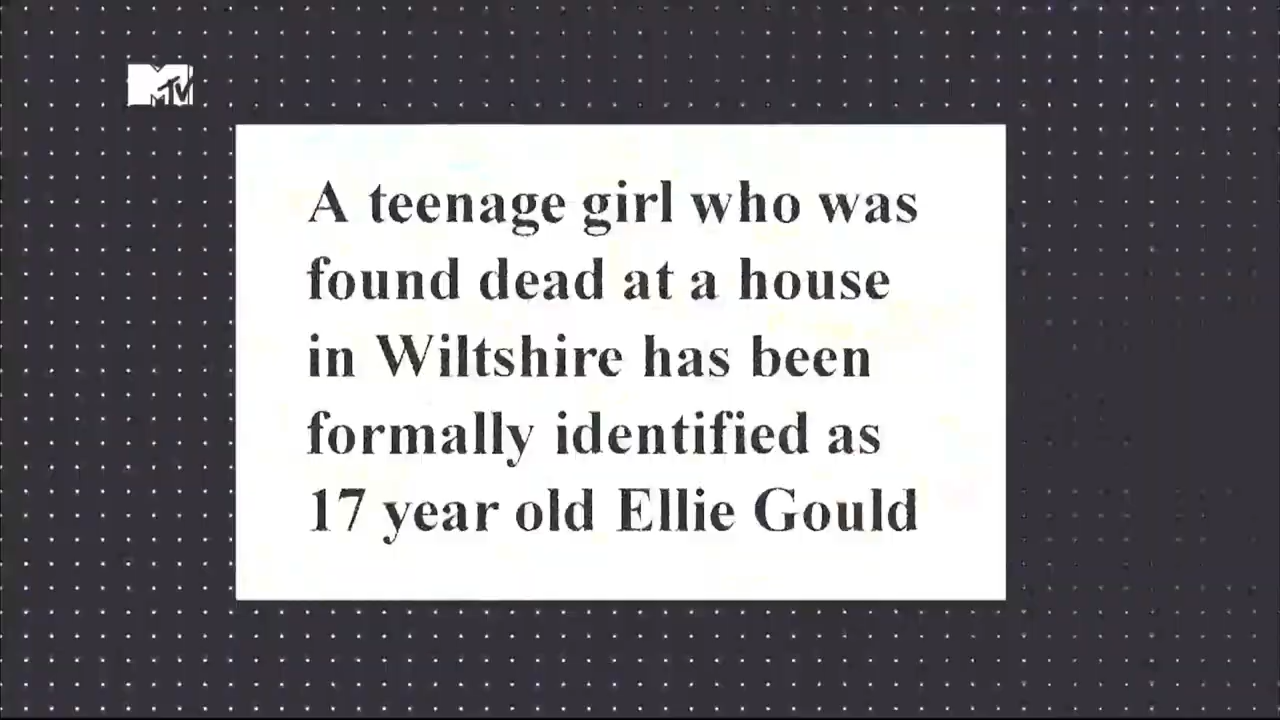 MTV
A teenage girl who was
found dead at a house
in Wiltshire has been
formally identified as
17 year old Ellie Gould